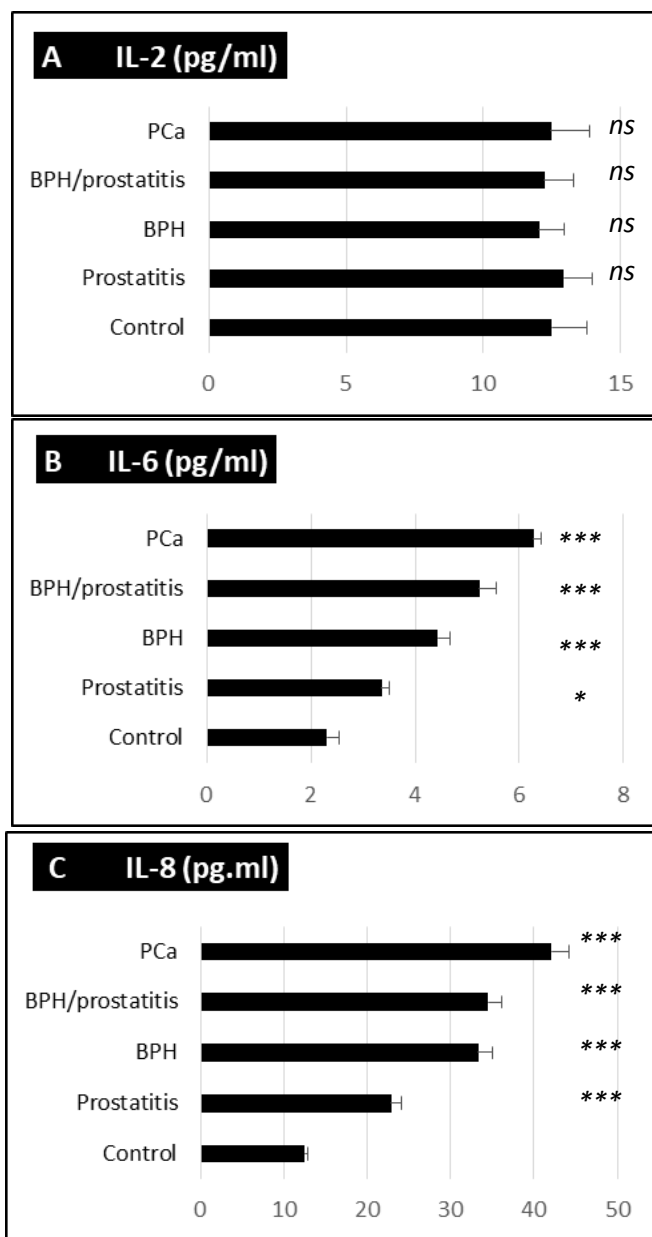 A IL-2 (pg/ml)
PCa ns
BPH/prostatitis ns
BPH ns
Prostatitis ns
Control
0 5 10 15
B IL-6 (pg/ml)
PCa ***
BPH/prostatitis ***
BPH ***
Prostatitis *
Control
0 2 4 6 8
C IL-8 (pg.ml)
PCa ***
BPH/prostatitis ***
BPH ***
Prostatitis ***
Control
0 10 20 30 40 50